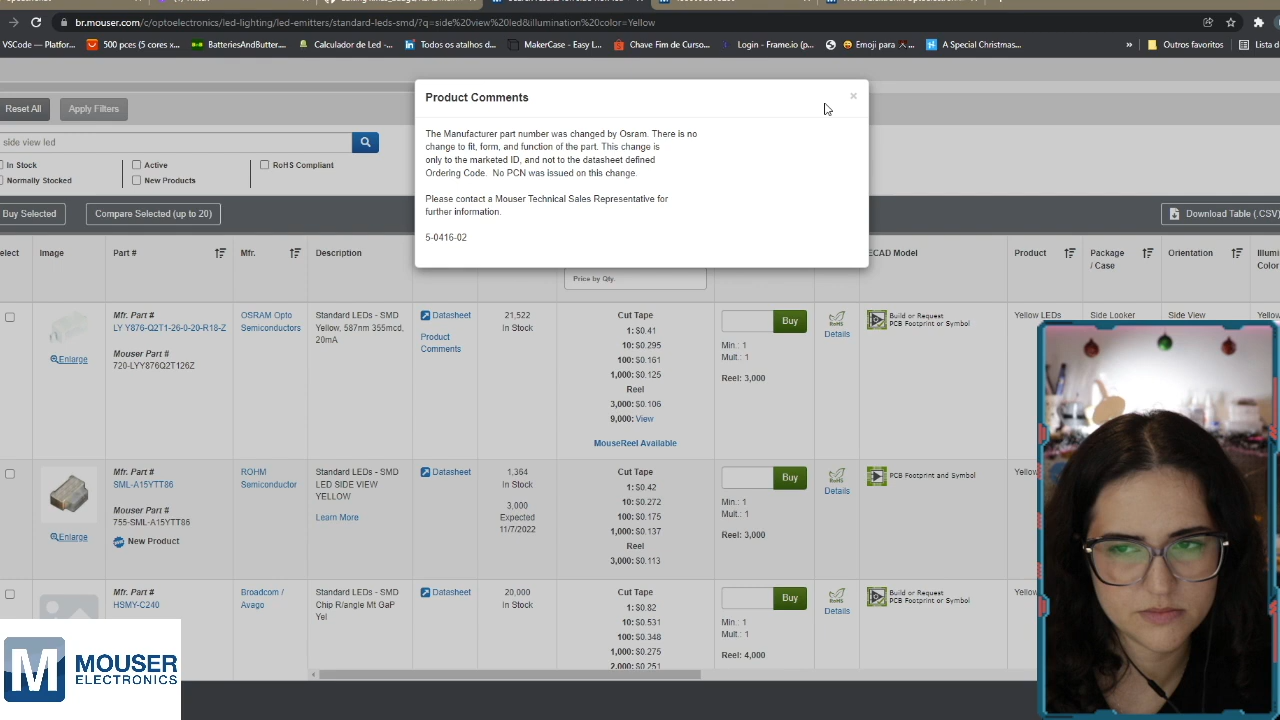 br.mouser.com/c/optoelectronics/led-lighting/led-emitters/standard-leds-smd/?q=side%20view%20led&illumination%20color=Yellow
VSCode — Platfor...
500 pces (5 cores x...
BatteriesAndButter...
Calculador de Led -...
Todos os atalhos d...
MakerCase - Easy L...
Chave Fim de Curso...
Login - Frame.io (p...
Emoji para
A Special Christmas...
»
Outros favoritos
Lista d
Product Comments
×
The Manufacturer part number was changed by Osram. There is no
change to fit, form, and function of the part. This change is
only to the marketed ID, and not to the datasheet defined
Ordering Code. No PCN was issued on this change.
Please contact a Mouser Technical Sales Representative for
further information.
5-0416-02
Reset All
Apply Filters
side view led
In Stock
Active
RoHS Compliant
Normally Stocked
New Products
Buy Selected
Compare Selected (up to 20)
Download Table (.CSV)
elect
Image
Part #
Mfr.
Description
Price by Qty.
ECAD Model
Product
Package
/ Case
Orientation
Illumi
Color
Enlarge
Mfr. Part #
LY Y876-Q2T1-26-0-20-R18-Z
Mouser Part #
720-LYY876Q2T126Z
OSRAM Opto
Semiconductors
Standard LEDs - SMD
Yellow, 587nm 355mcd,
20mA
Datasheet
Product
Comments
21,522
In Stock
Cut Tape
1: $0.41
10: $0.295
100: $0.161
1,000: $0.125
Reel
3,000: $0.106
9,000: View
MouseReel Available
Buy
Min.: 1
Mult.: 1
Reel: 3,000
RoHS
Details
Build or Request
PCB Footprint or Symbol
Yellow LEDs
Side Looker
Side View
Yellow
Enlarge
Mfr. Part #
SML-A15YTT86
Mouser Part #
755-SML-A15YTT86
New Product
ROHM
Semiconductor
Standard LEDs - SMD
LED SIDE VIEW
YELLOW
Learn More
Datasheet
1,364
In Stock
3,000
Expected
11/7/2022
Cut Tape
1: $0.42
10: $0.272
100: $0.175
1,000: $0.137
Reel
3,000: $0.113
Buy
Min.: 1
Mult.: 1
Reel: 3,000
RoHS
Details
PCB Footprint and Symbol
Yellow
Mfr. Part #
HSMY-C240
Broadcom /
Avago
Standard LEDs - SMD
Chip R/angle Mt GaP
Yel
Datasheet
20,000
In Stock
Cut Tape
1: $0.82
10: $0.531
100: $0.348
1,000: $0.275
2,000: $0.251
Buy
Min.: 1
Mult.: 1
Reel: 4,000
RoHS
Details
Build or Request
PCB Footprint or Symbol
Yellow
M
MOUSER
ELECTRONICS